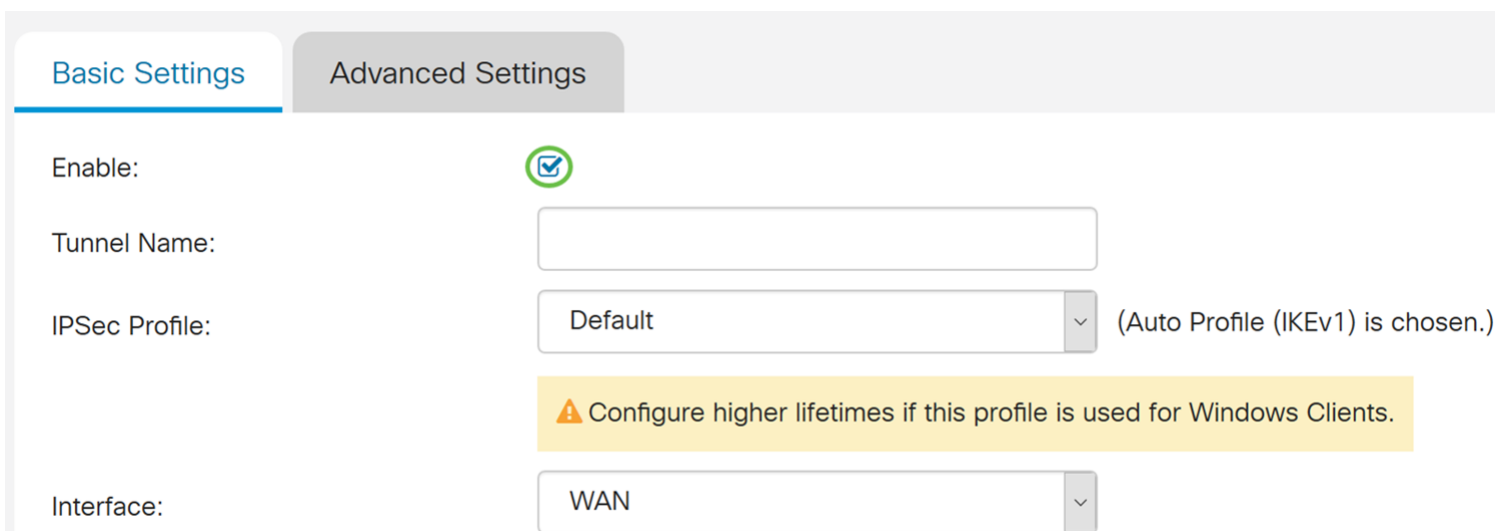 Basic Settings
Advanced Settings
Enable:
Tunnel Name:
IPSec Profile:
Default
(Auto Profile (IKEv1) is chosen.)
Configure higher lifetimes if this profile is used for Windows Clients.
Interface:
WAN